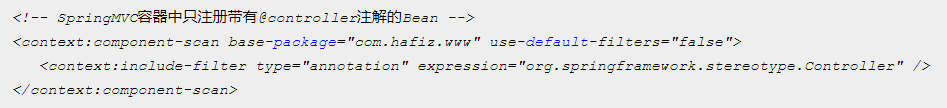 <!-- SpringMVC容器中只注册带有@controller注解的Bean -->
<context:component-scan base-package="com.hafiz.www" use-default-filters="false">
   <context:include-filter type="annotation" expression="org.springframework.stereotype.Controller" />
</context:component-scan>